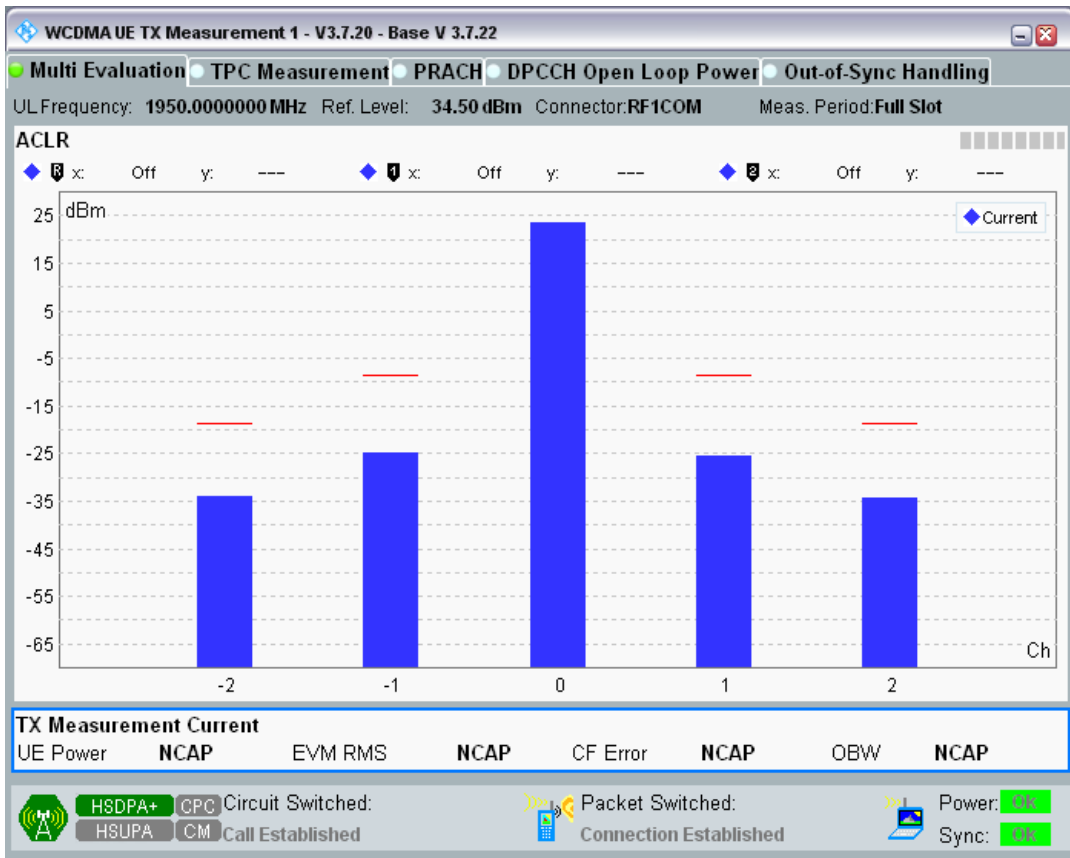 WCDMA UE TX Measurement 1 - V3.7.20 - Base V 3.7.22
Multi Evaluation TPC Measurement PRACH DPCCH Open Loop Power Out-of-Sync Handling
UL Frequency: 1950.0000000 MHz Ref. Level: 34.50 dBm Connector:RF1COM Meas. Period:Full Slot
ACLR
R x: Off y: --- 1 x: Off y: --- 2 x: Off y: ---
dBm
Current
25
15
5
-5
-15
-25
-35
-45
-55
-65
Ch
-2 -1 0 1 2
TX Measurement Current
UE Power NCAP EVM RMS NCAP CF Error NCAP OBW NCAP
HSDPA+ CPC Circuit Switched: Packet Switched: Power: Ok
HSUPA CM Call Established Connection Established Sync: Ok